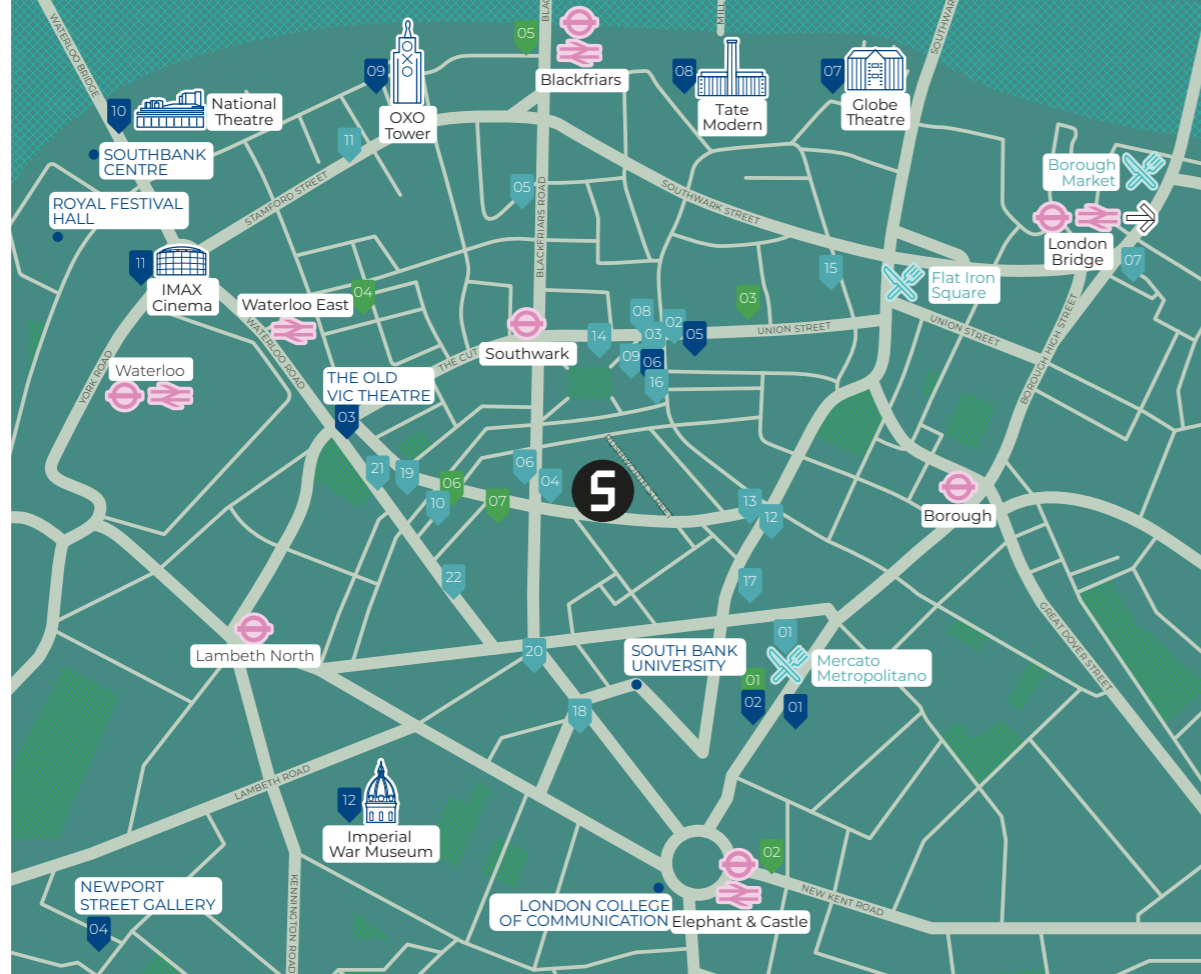 WATERLOO BRIDGE
10
National
Theatre
SOUTHBANK
CENTRE
ROYAL FESTIVAL
HALL
09
OXO
Tower
11
STAMFORD STREET
05
Blackfriars
05
BLACKFRIARS ROAD
08
Tate
Modern
07
Globe
Theatre
SOUTHWARK
SOUTHWARK STREET
Borough
Market
London
Bridge
07
11
IMAX
Cinema
Waterloo East
04
WATERLOO ROAD
YORK ROAD
Waterloo
THE OLD
VIC THEATRE
03
THE CUT
Southwark
14
08
03
02
05
09
06
16
03
UNION STREET
15
Flat Iron
Square
UNION STREET
BOROUGH HIGH STREET
21
19
06
10
07
06
04
S
13
12
Borough
22
17
GREAT DOVER STREET
Lambeth North
20
SOUTH BANK
UNIVERSITY
01
Mercato
Metropolitano
01
02
01
18
LAMBETH ROAD
12
Imperial
War Museum
KENNINGTON ROAD
NEWPORT
STREET GALLERY
04
LONDON COLLEGE
OF COMMUNICATION
Elephant & Castle
02
NEW KENT ROAD